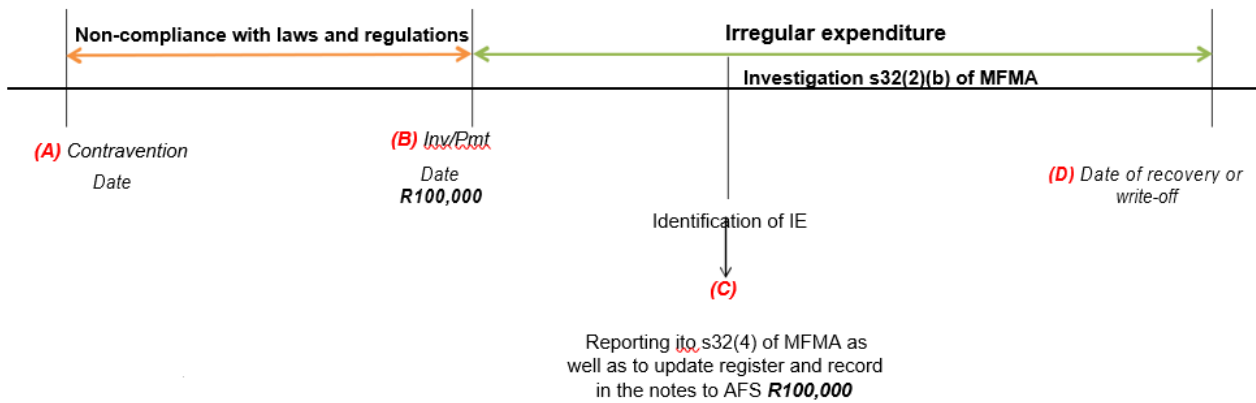 Non-compliance with laws and regulations
Irregular expenditure
Investigation s32(2)(b) of MFMA
(A) Contravention
Date
(B) Inv/Pmt
Date
R100,000
(D) Date of recovery or
write-off
Identification of IE
(C)
Reporting ito s32(4) of MFMA as
well as to update register and record
in the notes to AFS R100,000